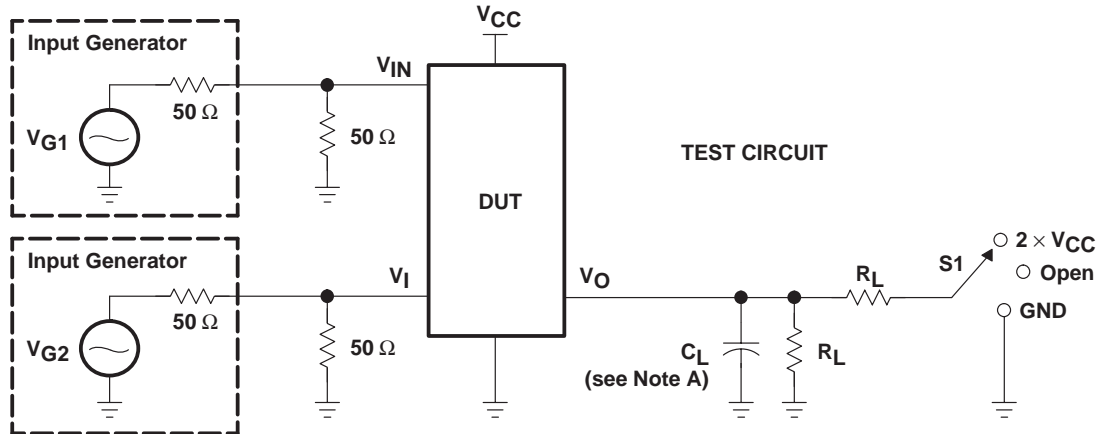 Input Generator
VG1
50 Ω
50 Ω
VIN
VCC
DUT
TEST CIRCUIT
Input Generator
VG2
50 Ω
50 Ω
VI
VO
CL
(see Note A)
RL
RL
S1
2 × VCC
Open
GND